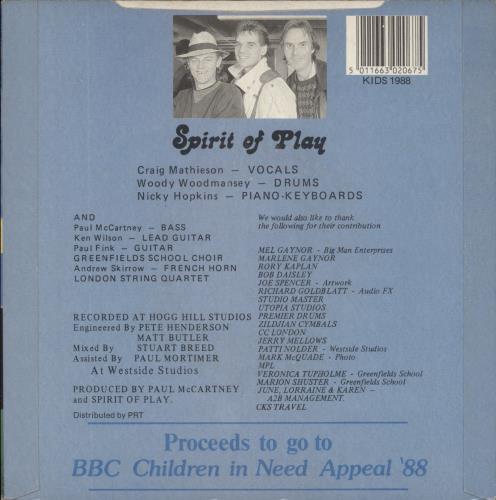 5 011663 020675
KIDS 1988
Spirit of Play
Craig Mathieson — VOCALS
Woody Woodmansey — DRUMS
Nicky Hopkins — PIANO-KEYBOARDS
AND
Paul McCartney — BASS
Ken Wilson — LEAD GUITAR
Paul Fink — GUITAR
GREENFIELDS SCHOOL CHOIR
Andrew Skirrow — FRENCH HORN
LONDON STRING QUARTET
RECORDED AT HOGG HILL STUDIOS
Engineered By PETE HENDERSON
MATT BUTLER
Mixed By STUART BREED
Assisted By PAUL MORTIMER
At Westside Studios
PRODUCED BY PAUL McCARTNEY
and SPIRIT OF PLAY.
Distributed by PRT
We would also like to thank
the following for their contribution
MEL GAYNOR - Big Man Enterprizes
MARLENE GAYNOR
RORY KAPLAN
BOB DAISLEY
JOE SPENCER - Artwork
RICHARD GOLDBLATT - Audio FX
STUDIO MASTER
UTOPIA STUDIOS
PREMIER DRUMS
ZILDJIAN CYMBALS
CC LONDON
JERRY MELLOWS
PATTI NOLDER - Westside Studios
MARK McQUADE - Photo
MPL
VERONICA TUPHOLME - Greenfields School
MARION SHUSTER - Greenfields School
JUNE, LORRAINE & KAREN —
A2B MANAGEMENT.
CKS TRAVEL
Proceeds to go to
BBC Children in Need Appeal '88